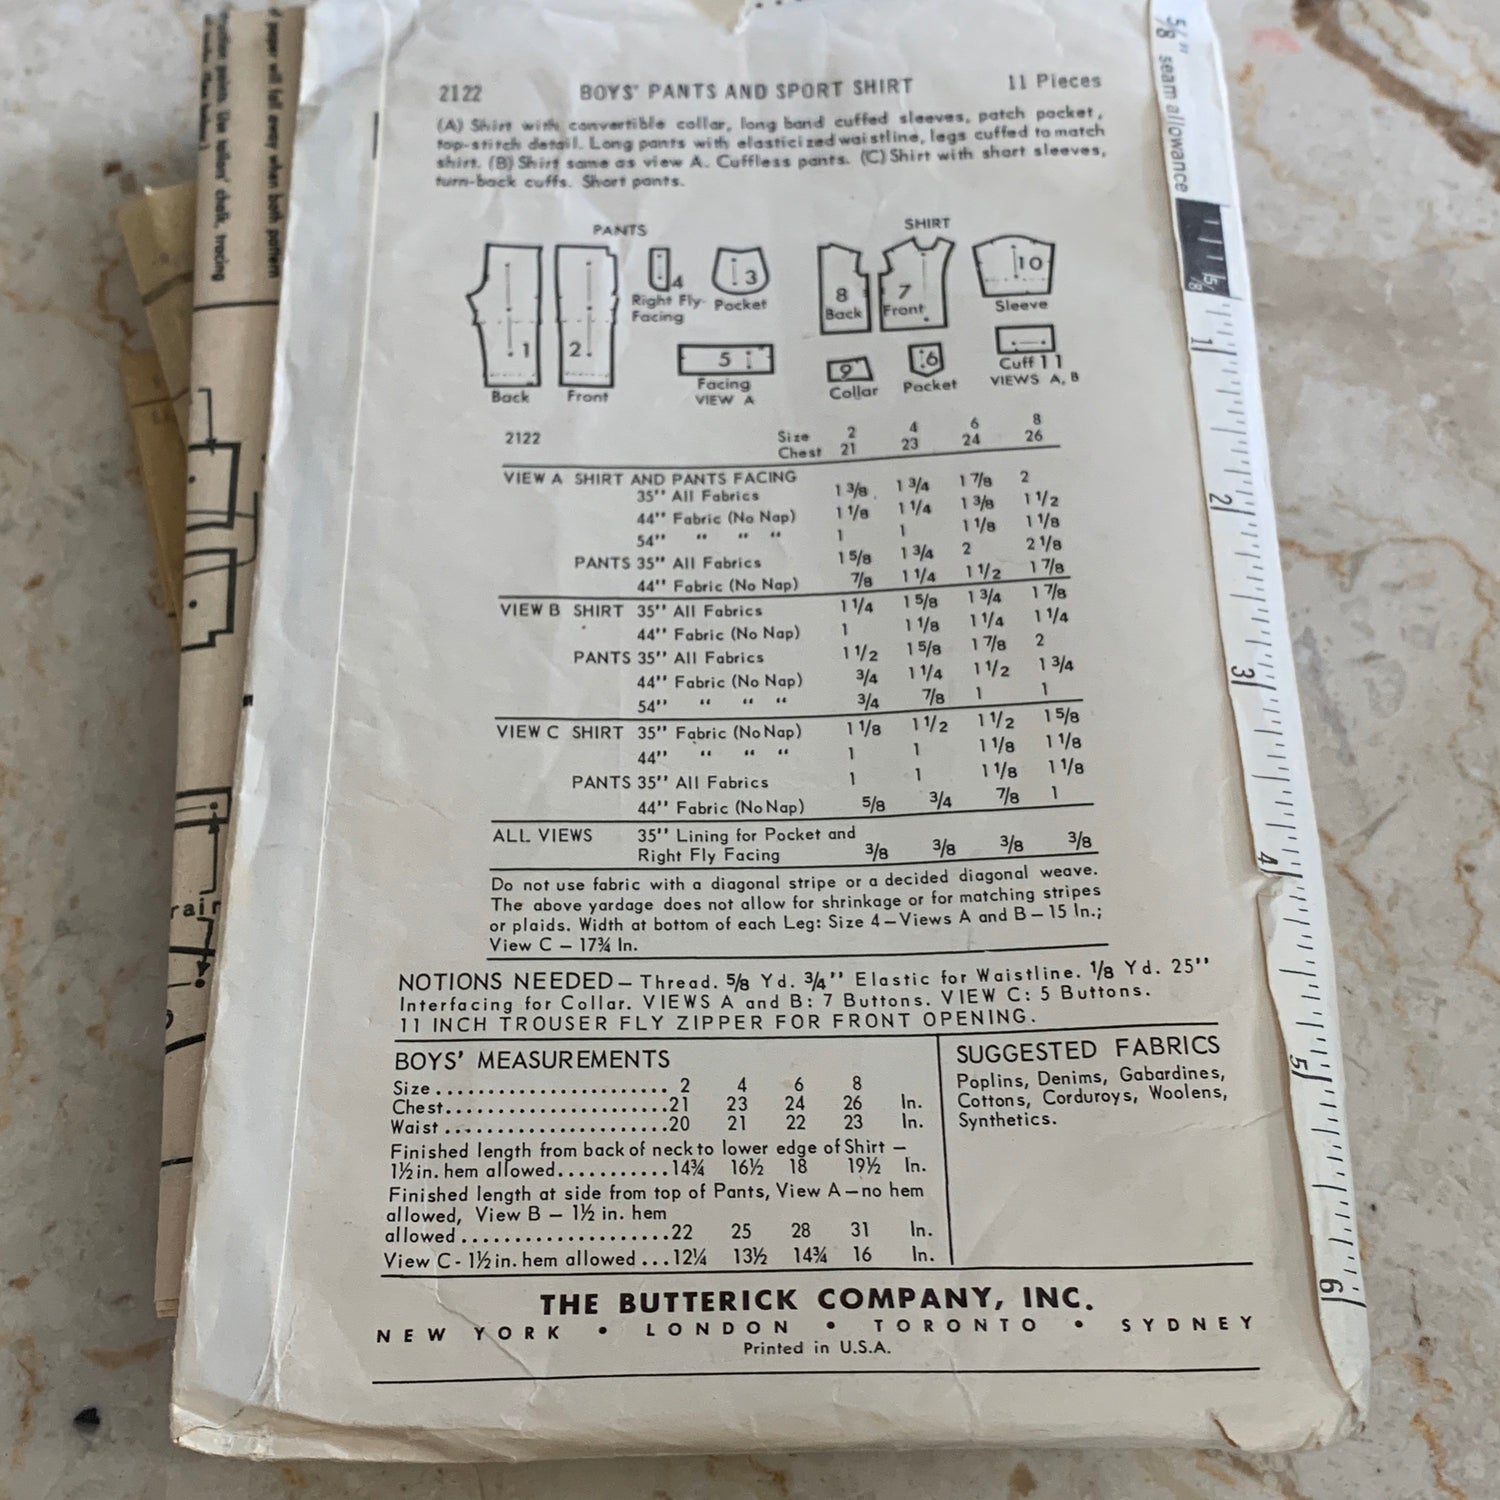 2122 BOYS' PANTS AND SPORT SHIRT 11 Pieces
(A) Shirt with convertible collar, long band cuffed sleeves, patch pocket,
top-stitch detail. Long pants with elasticized waistline, legs cuffed to match
shirt. (B) Shirt same as view A. Cuffless pants. (C) Shirt with short sleeves,
turn-back cuffs. Short pants.
PANTS
1 Back
2 Front
4 Right Fly Facing
3 Pocket
5 Facing
VIEW A
SHIRT
8 Back
7 Front
10 Sleeve
9 Collar
6 Pocket
Cuff 11
VIEWS A, B
2122 Size 2 4 6 8
Chest 21 23 24 26
VIEW A SHIRT AND PANTS FACING
35'' All Fabrics 1 3/8 1 3/4 1 7/8 2
44'' Fabric (No Nap) 1 1/8 1 1/4 1 3/8 1 1/2
54'' " " " 1 1 1 1/8 1 1/8
PANTS 35'' All Fabrics 1 5/8 1 3/4 2 2 1/8
44'' Fabric (No Nap) 7/8 1 1/4 1 1/2 1 7/8
VIEW B SHIRT 35'' All Fabrics 1 1/4 1 5/8 1 3/4 1 7/8
44'' Fabric (No Nap) 1 1 1/8 1 1/4 1 1/4
PANTS 35'' All Fabrics 1 1/2 1 5/8 1 7/8 2
44'' Fabric (No Nap) 3/4 1 1/4 1 1/2 1 3/4
54'' " " " 3/4 7/8 1 1
VIEW C SHIRT 35'' Fabric (No Nap) 1 1/8 1 1/2 1 1/2 1 5/8
44'' " " " 1 1 1 1/8 1 1/8
PANTS 35'' All Fabrics 1 1 1 1/8 1 1/8
44'' Fabric (No Nap) 5/8 3/4 7/8 1
ALL VIEWS 35'' Lining for Pocket and
Right Fly Facing 3/8 3/8 3/8 3/8
Do not use fabric with a diagonal stripe or a decided diagonal weave.
The above yardage does not allow for shrinkage or for matching stripes
or plaids. Width at bottom of each Leg: Size 4 – Views A and B – 15 In.;
View C – 17¾ In.
NOTIONS NEEDED – Thread. 5/8 Yd. 3/4'' Elastic for Waistline. 1/8 Yd. 25''
Interfacing for Collar. VIEWS A and B: 7 Buttons. VIEW C: 5 Buttons.
11 INCH TROUSER FLY ZIPPER FOR FRONT OPENING.
BOYS' MEASUREMENTS
Size ....................... 2 4 6 8
Chest.......................21 23 24 26 In.
Waist .......................20 21 22 23 In.
Finished length from back of neck to lower edge of Shirt –
1½ in. hem allowed...........14¾ 16½ 18 19½ In.
Finished length at side from top of Pants, View A – no hem
allowed, View B – 1½ in. hem
allowed .....................22 25 28 31 In.
View C - 1½ in. hem allowed ...12¼ 13½ 14¾ 16 In.
SUGGESTED FABRICS
Poplins, Denims, Gabardines,
Cottons, Corduroys, Woolens,
Synthetics.
THE BUTTERICK COMPANY, INC.
NEW YORK • LONDON • TORONTO • SYDNEY
Printed in U.S.A.
5/8" seam allowance
5/8
1
2
3
4
5
6
paper will fall away when both pattern
points. Use tailors' chalk, tracing